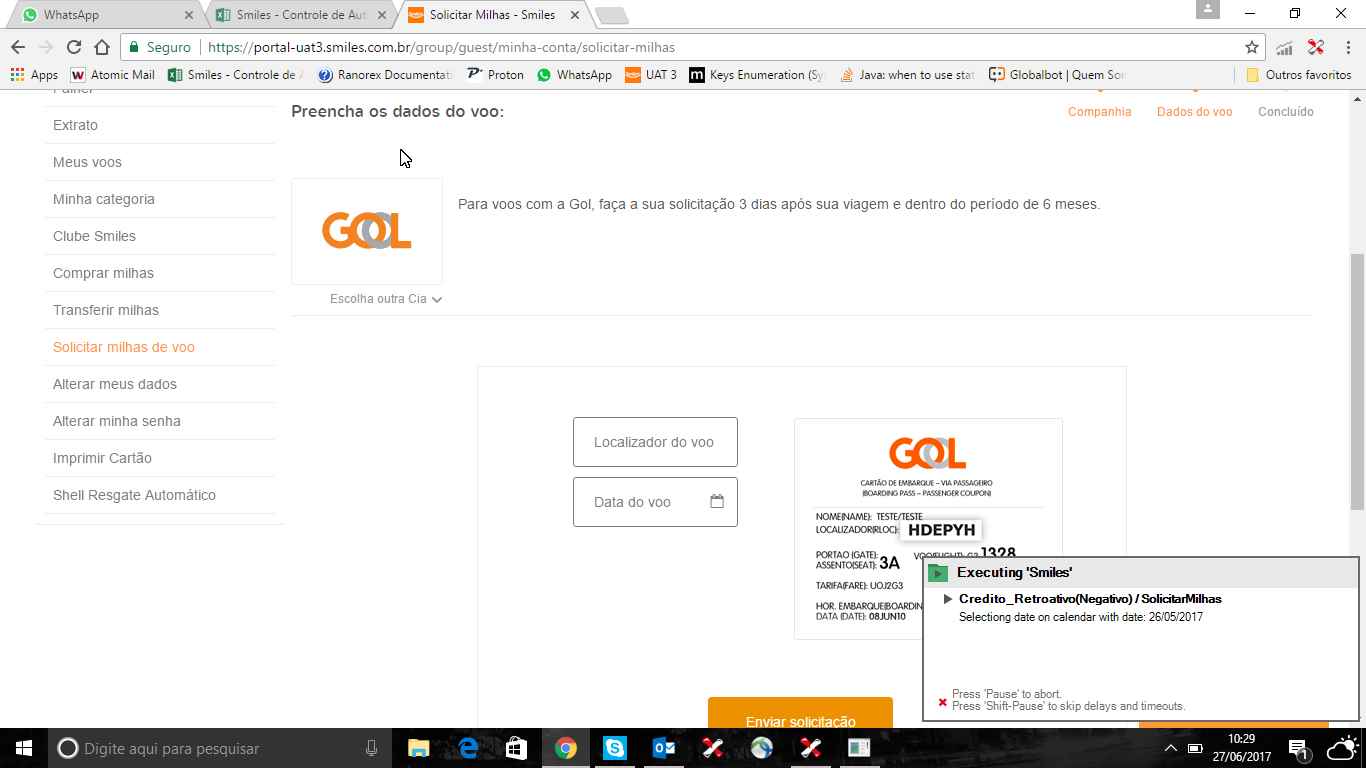 WhatsApp
Smiles - Controle de Aut
Solicitar Milhas - Smiles
Seguro
https://portal-uat3.smiles.com.br/group/guest/minha-conta/solicitar-milhas
Apps
Atomic Mail
Smiles - Controle de A
Ranorex Documentati
Proton
WhatsApp
UAT 3
Keys Enumeration (Sy
Java: when to use stat
Globalbot | Quem Son
Outros favoritos
Painel
Extrato
Meus voos
Minha categoria
Clube Smiles
Comprar milhas
Transferir milhas
Solicitar milhas de voo
Alterar meus dados
Alterar minha senha
Imprimir Cartão
Shell Resgate Automático
Preencha os dados do voo:
Companhia
Dados do voo
Concluído
GOL
Para voos com a Gol, faça a sua solicitação 3 dias após sua viagem e dentro do período de 6 meses.
Escolha outra Cia
Localizador do voo
Data do voo
GOL
CARTÃO DE EMBARQUE – VIA PASSAGEIRO
(BOARDING PASS – PASSENGER COUPON)
NOME(NAME): TESTE/TESTE
LOCALIZADOR(RLOC): HDEPYH
PORTAO (GATE):
ASSENTO(SEAT): 3A
VOO(FLIGHT): G3 1328
TARIFA(FARE): UOJ2G3
HOR. EMBARQUE(BOARDIN
DATA (DATE): 08JUN10
Enviar solicitação
Executing 'Smiles'
Credito_Retroativo(Negativo) / SolicitarMilhas
Selectiong date on calendar with date: 26/05/2017
Press 'Pause' to abort.
Press 'Shift-Pause' to skip delays and timeouts.
Digite aqui para pesquisar
10:29
27/06/2017
1